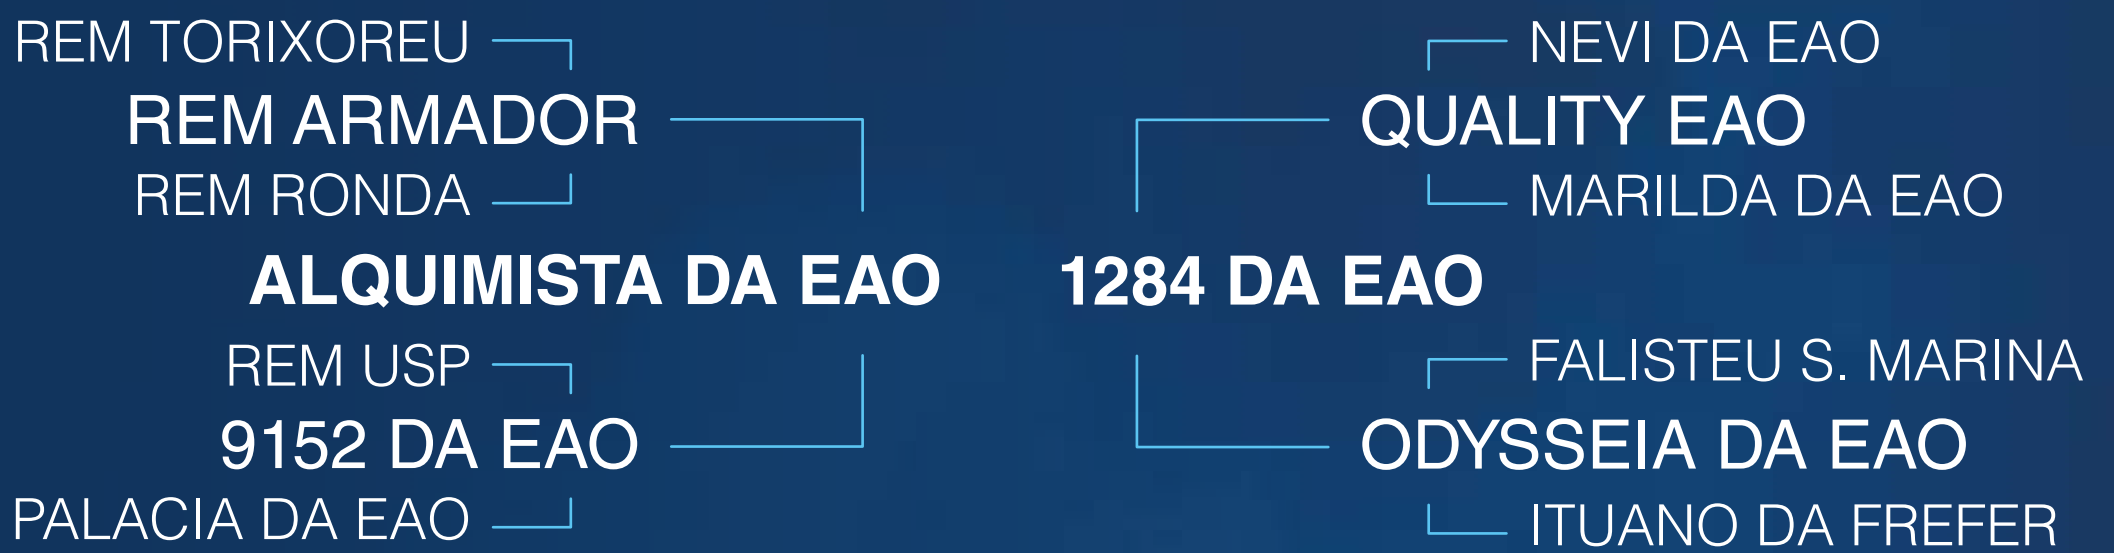 REM TORIXOREU
REM ARMADOR
REM RONDA
ALQUIMISTA DA EAO
REM USP
9152 DA EAO
PALACIA DA EAO
NEVI DA EAO
QUALITY EAO
MARILDA DA EAO
1284 DA EAO
FALISTEU S. MARINA
ODYSSEIA DA EAO
ITUANO DA FREFER